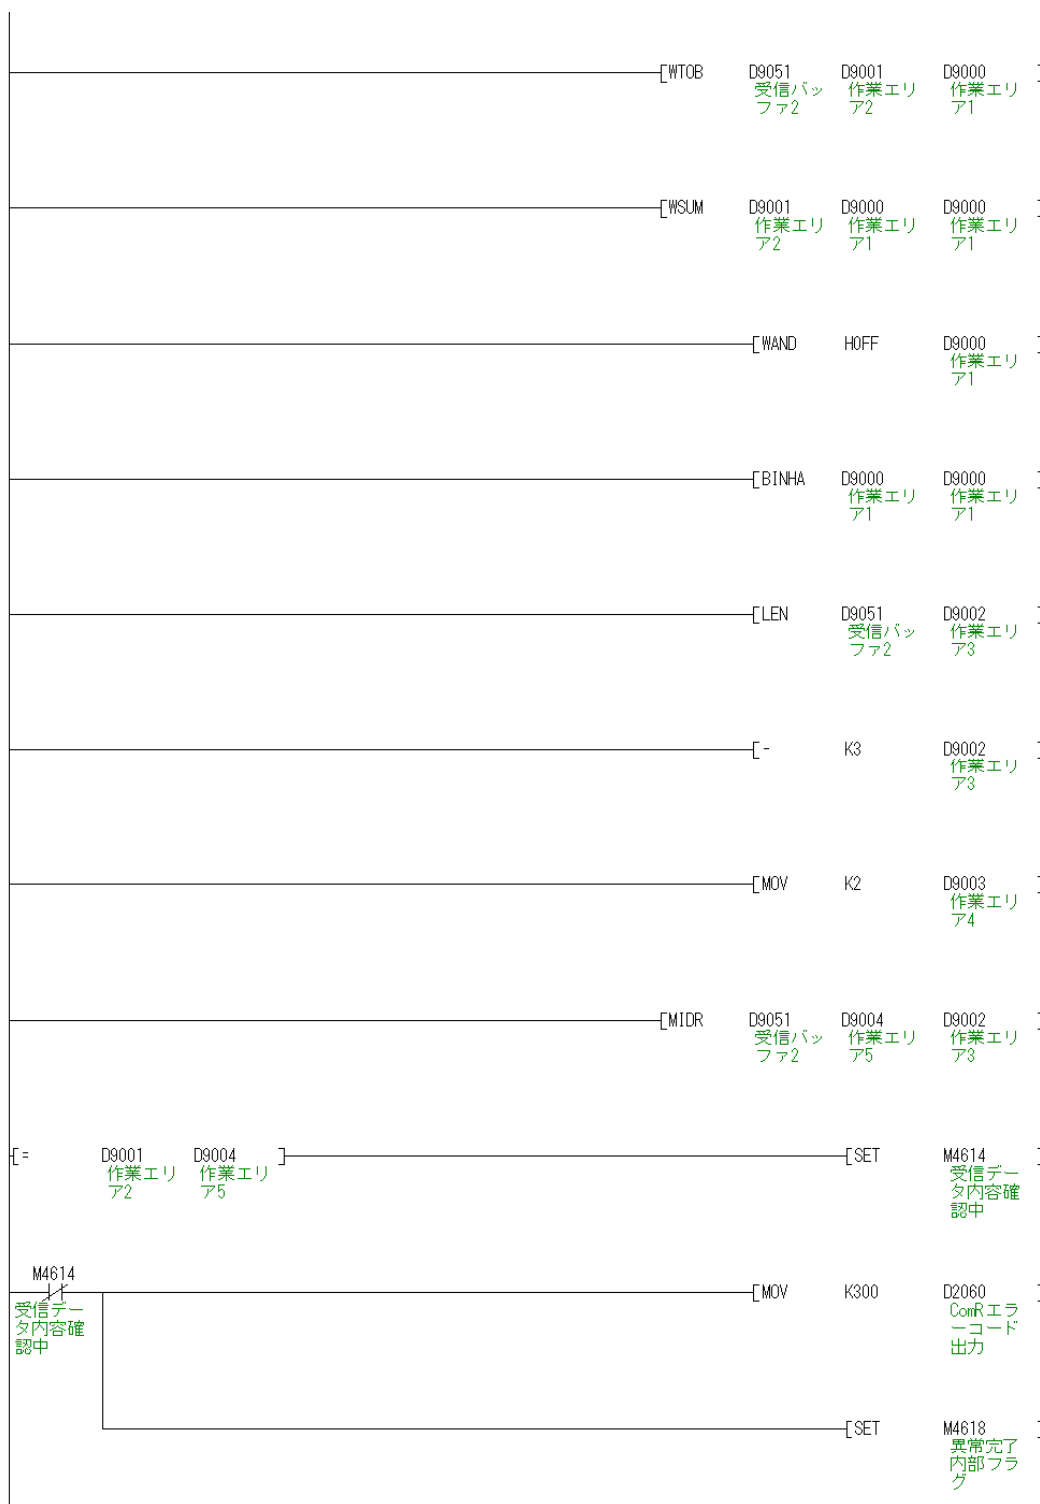 [WTOB D9051 D9001 D9000 ]
受信バッ 作業エリ 作業エリ
ファ2 ア2 ア1
[WSUM D9001 D9000 D9000 ]
作業エリ 作業エリ 作業エリ
ア2 ア1 ア1
[WAND H0FF D9000 ]
作業エリ
ア1
[BINHA D9000 D9000 ]
作業エリ 作業エリ
ア1 ア1
[LEN D9051 D9002 ]
受信バッ 作業エリ
ファ2 ア3
[- K3 D9002 ]
作業エリ
ア3
[MOV K2 D9003 ]
作業エリ
ア4
[MIDR D9051 D9004 D9002 ]
受信バッ 作業エリ 作業エリ
ファ2 ア5 ア3
[= D9001 D9004 ] [SET M4614 ]
作業エリ 作業エリ 受信デー
ア2 ア5 タ内容確
認中
M4614
[MOV K300 D2060 ]
受信デー ComRエラ
タ内容確 ーコード
認中 出力
[SET M4618 ]
異常完了
内部フラ
グ